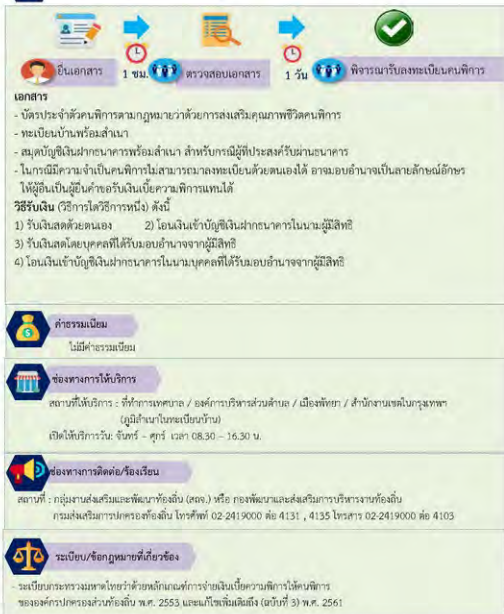 ยื่นเอกสาร 1 ชม. ตรวจสอบเอกสาร 1 วัน พิจารณารับลงทะเบียนคนพิการ
เอกสาร
- บัตรประจำตัวคนพิการตามกฎหมายว่าด้วยการส่งเสริมคุณภาพชีวิตคนพิการ
- ทะเบียนบ้านพร้อมสำเนา
- สมุดบัญชีเงินฝากธนาคารพร้อมสำเนา สำหรับกรณีผู้ที่ประสงค์รับผ่านธนาคาร
- ในกรณีมีความจำเป็นคนพิการไม่สามารถมาลงทะเบียนด้วยตนเองได้ อาจมอบอำนาจเป็นลายลักษณ์อักษร
ให้ผู้อื่นเป็นผู้ยื่นคำขอรับเงินเบี้ยความพิการแทนได้
วิธีรับเงิน (วิธีการใดวิธีการหนึ่ง) ดังนี้
1) รับเงินสดด้วยตนเอง 2) โอนเงินเข้าบัญชีเงินฝากธนาคารในนามผู้มีสิทธิ
3) รับเงินสดโดยบุคคลที่ได้รับมอบอำนาจจากผู้มีสิทธิ
4) โอนเงินเข้าบัญชีเงินฝากธนาคารในนามบุคคลที่ได้รับมอบอำนาจจากผู้มีสิทธิ
ค่าธรรมเนียม
ไม่มีค่าธรรมเนียม
ช่องทางการให้บริการ
สถานที่ให้บริการ : ที่ทำการเทศบาล / องค์การบริหารส่วนตำบล / เมืองพัทยา / สำนักงานเขตในกรุงเทพฯ
(ภูมิลำเนาในทะเบียนบ้าน)
เปิดให้บริการวัน: จันทร์ - ศุกร์ เวลา 08.30 - 16.30 น.
ช่องทางการติดต่อ/ร้องเรียน
สถานที่ : กลุ่มงานส่งเสริมและพัฒนาท้องถิ่น (สถจ.) หรือ กองพัฒนาและส่งเสริมการบริหารงานท้องถิ่น
กรมส่งเสริมการปกครองท้องถิ่น โทรศัพท์ 02-2419000 ต่อ 4131 , 4135 โทรสาร 02-2419000 ต่อ 4103
ระเบียบ/ข้อกฎหมายที่เกี่ยวข้อง
- ระเบียบกระทรวงมหาดไทยว่าด้วยหลักเกณฑ์การจ่ายเงินเบี้ยความพิการให้คนพิการ
ขององค์กรปกครองส่วนท้องถิ่น พ.ศ. 2553 และแก้ไขเพิ่มเติมถึง (ฉบับที่ 3) พ.ศ. 2561